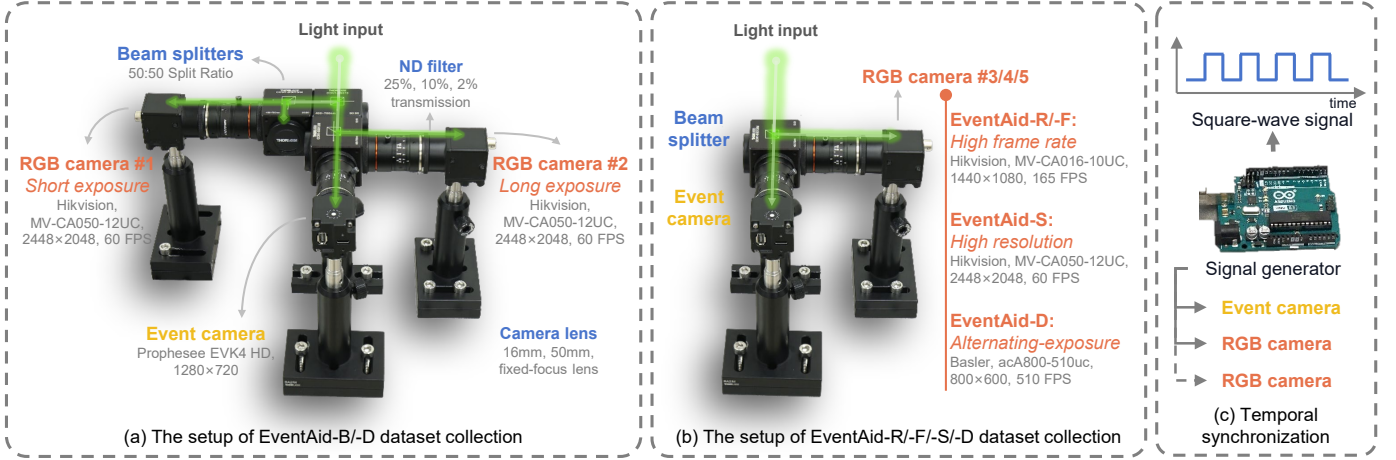 Light input
Beam splitters
50:50 Split Ratio
ND filter
25%, 10%, 2%
transmission
RGB camera #1
Short exposure
Hikvision,
MV-CA050-12UC,
2448×2048, 60 FPS
RGB camera #2
Long exposure
Hikvision,
MV-CA050-12UC,
2448×2048, 60 FPS
Event camera
Prophesee EVK4 HD,
1280×720
Camera lens
16mm, 50mm,
fixed-focus lens
(a) The setup of EventAid-B/-D dataset collection
Light input
RGB camera #3/4/5
Beam
splitter
Event
camera
EventAid-R/-F:
High frame rate
Hikvision, MV-CA016-10UC,
1440×1080, 165 FPS
EventAid-S:
High resolution
Hikvision, MV-CA050-12UC,
2448×2048, 60 FPS
EventAid-D:
Alternating-exposure
Basler, acA800-510uc,
800×600, 510 FPS
(b) The setup of EventAid-R/-F/-S/-D dataset collection
time
Square-wave signal
ARDUINO
Signal generator
Event camera
RGB camera
RGB camera
(c) Temporal
synchronization